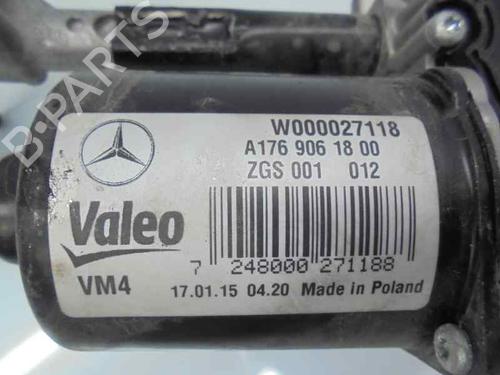 B-PARTS
W000027118
A176 906 18 00
ZGS 001 012
Valeo
7 248000 271188
VM4
17.01.15 04.20 Made in Poland